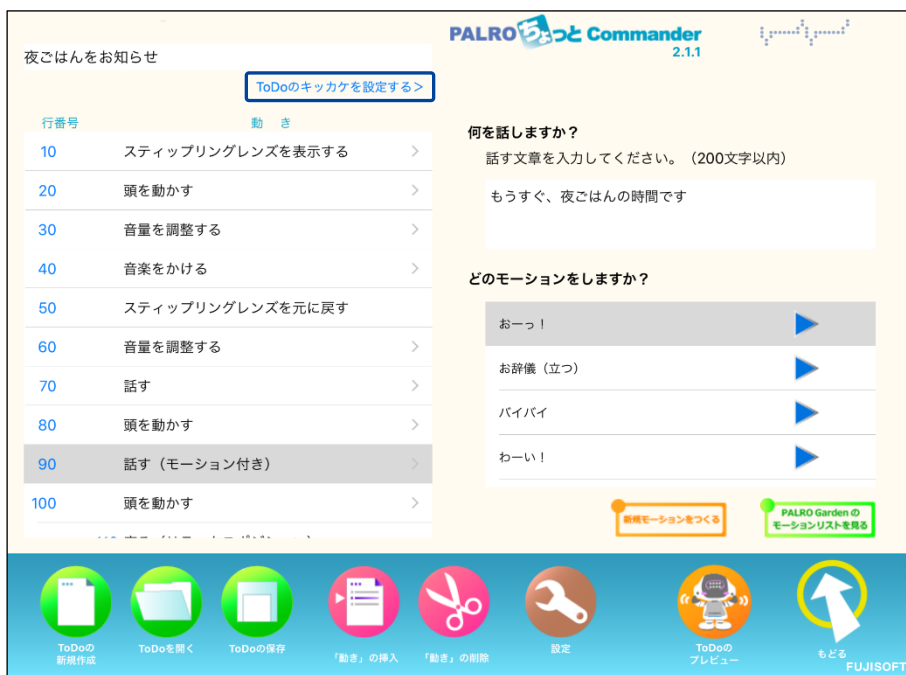 PALROちょっと Commander
2.1.1
夜ごはんをお知らせ
ToDoのキッカケを設定する>
行番号 動 き
10 スティップリングレンズを表示する
20 頭を動かす
30 音量を調整する
40 音楽をかける
50 スティップリングレンズを元に戻す
60 音量を調整する
70 話す
80 頭を動かす
90 話す（モーション付き）
100 頭を動かす
何を話しますか？
話す文章を入力してください。（200文字以内）
もうすぐ、夜ごはんの時間です
どのモーションをしますか？
おーっ！
お辞儀（立つ）
バイバイ
わーい！
新規モーションをつくる
PALRO Garden の
モーションリストを見る
ToDoの
新規作成
ToDoを開く
ToDoの保存
「動き」の挿入
「動き」の削除
設定
ToDoの
プレビュー
もどる
FUJISOFT